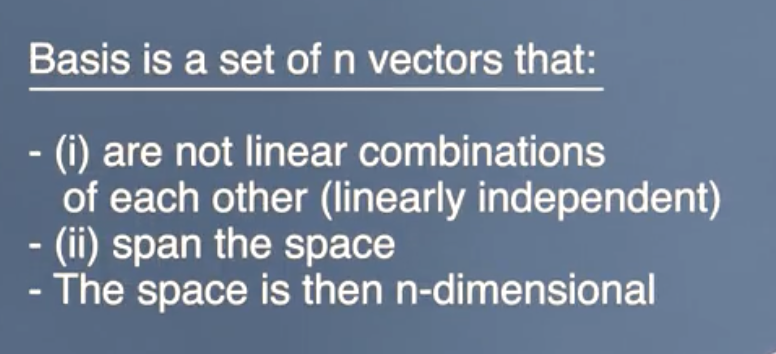 Basis is a set of n vectors that:
- (i) are not linear combinations
of each other (linearly independent)
- (ii) span the space
- The space is then n-dimensional